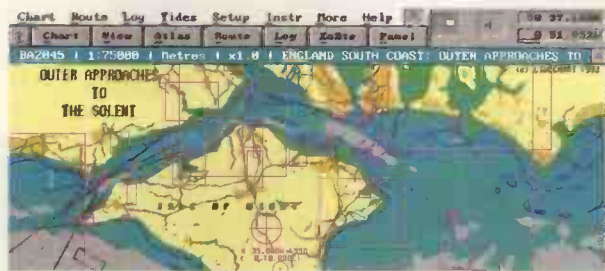 Chart Route Log Tides Setup Instr More Help
Chart View Atlas Route Log Panel
BA2045 | 1:75000 | Metres | x1.0 | ENGLAND SOUTH COAST: OUTER APPROACHES TO
OUTER APPROACHES
TO
THE SOLENT
ISLE OF WIGHT